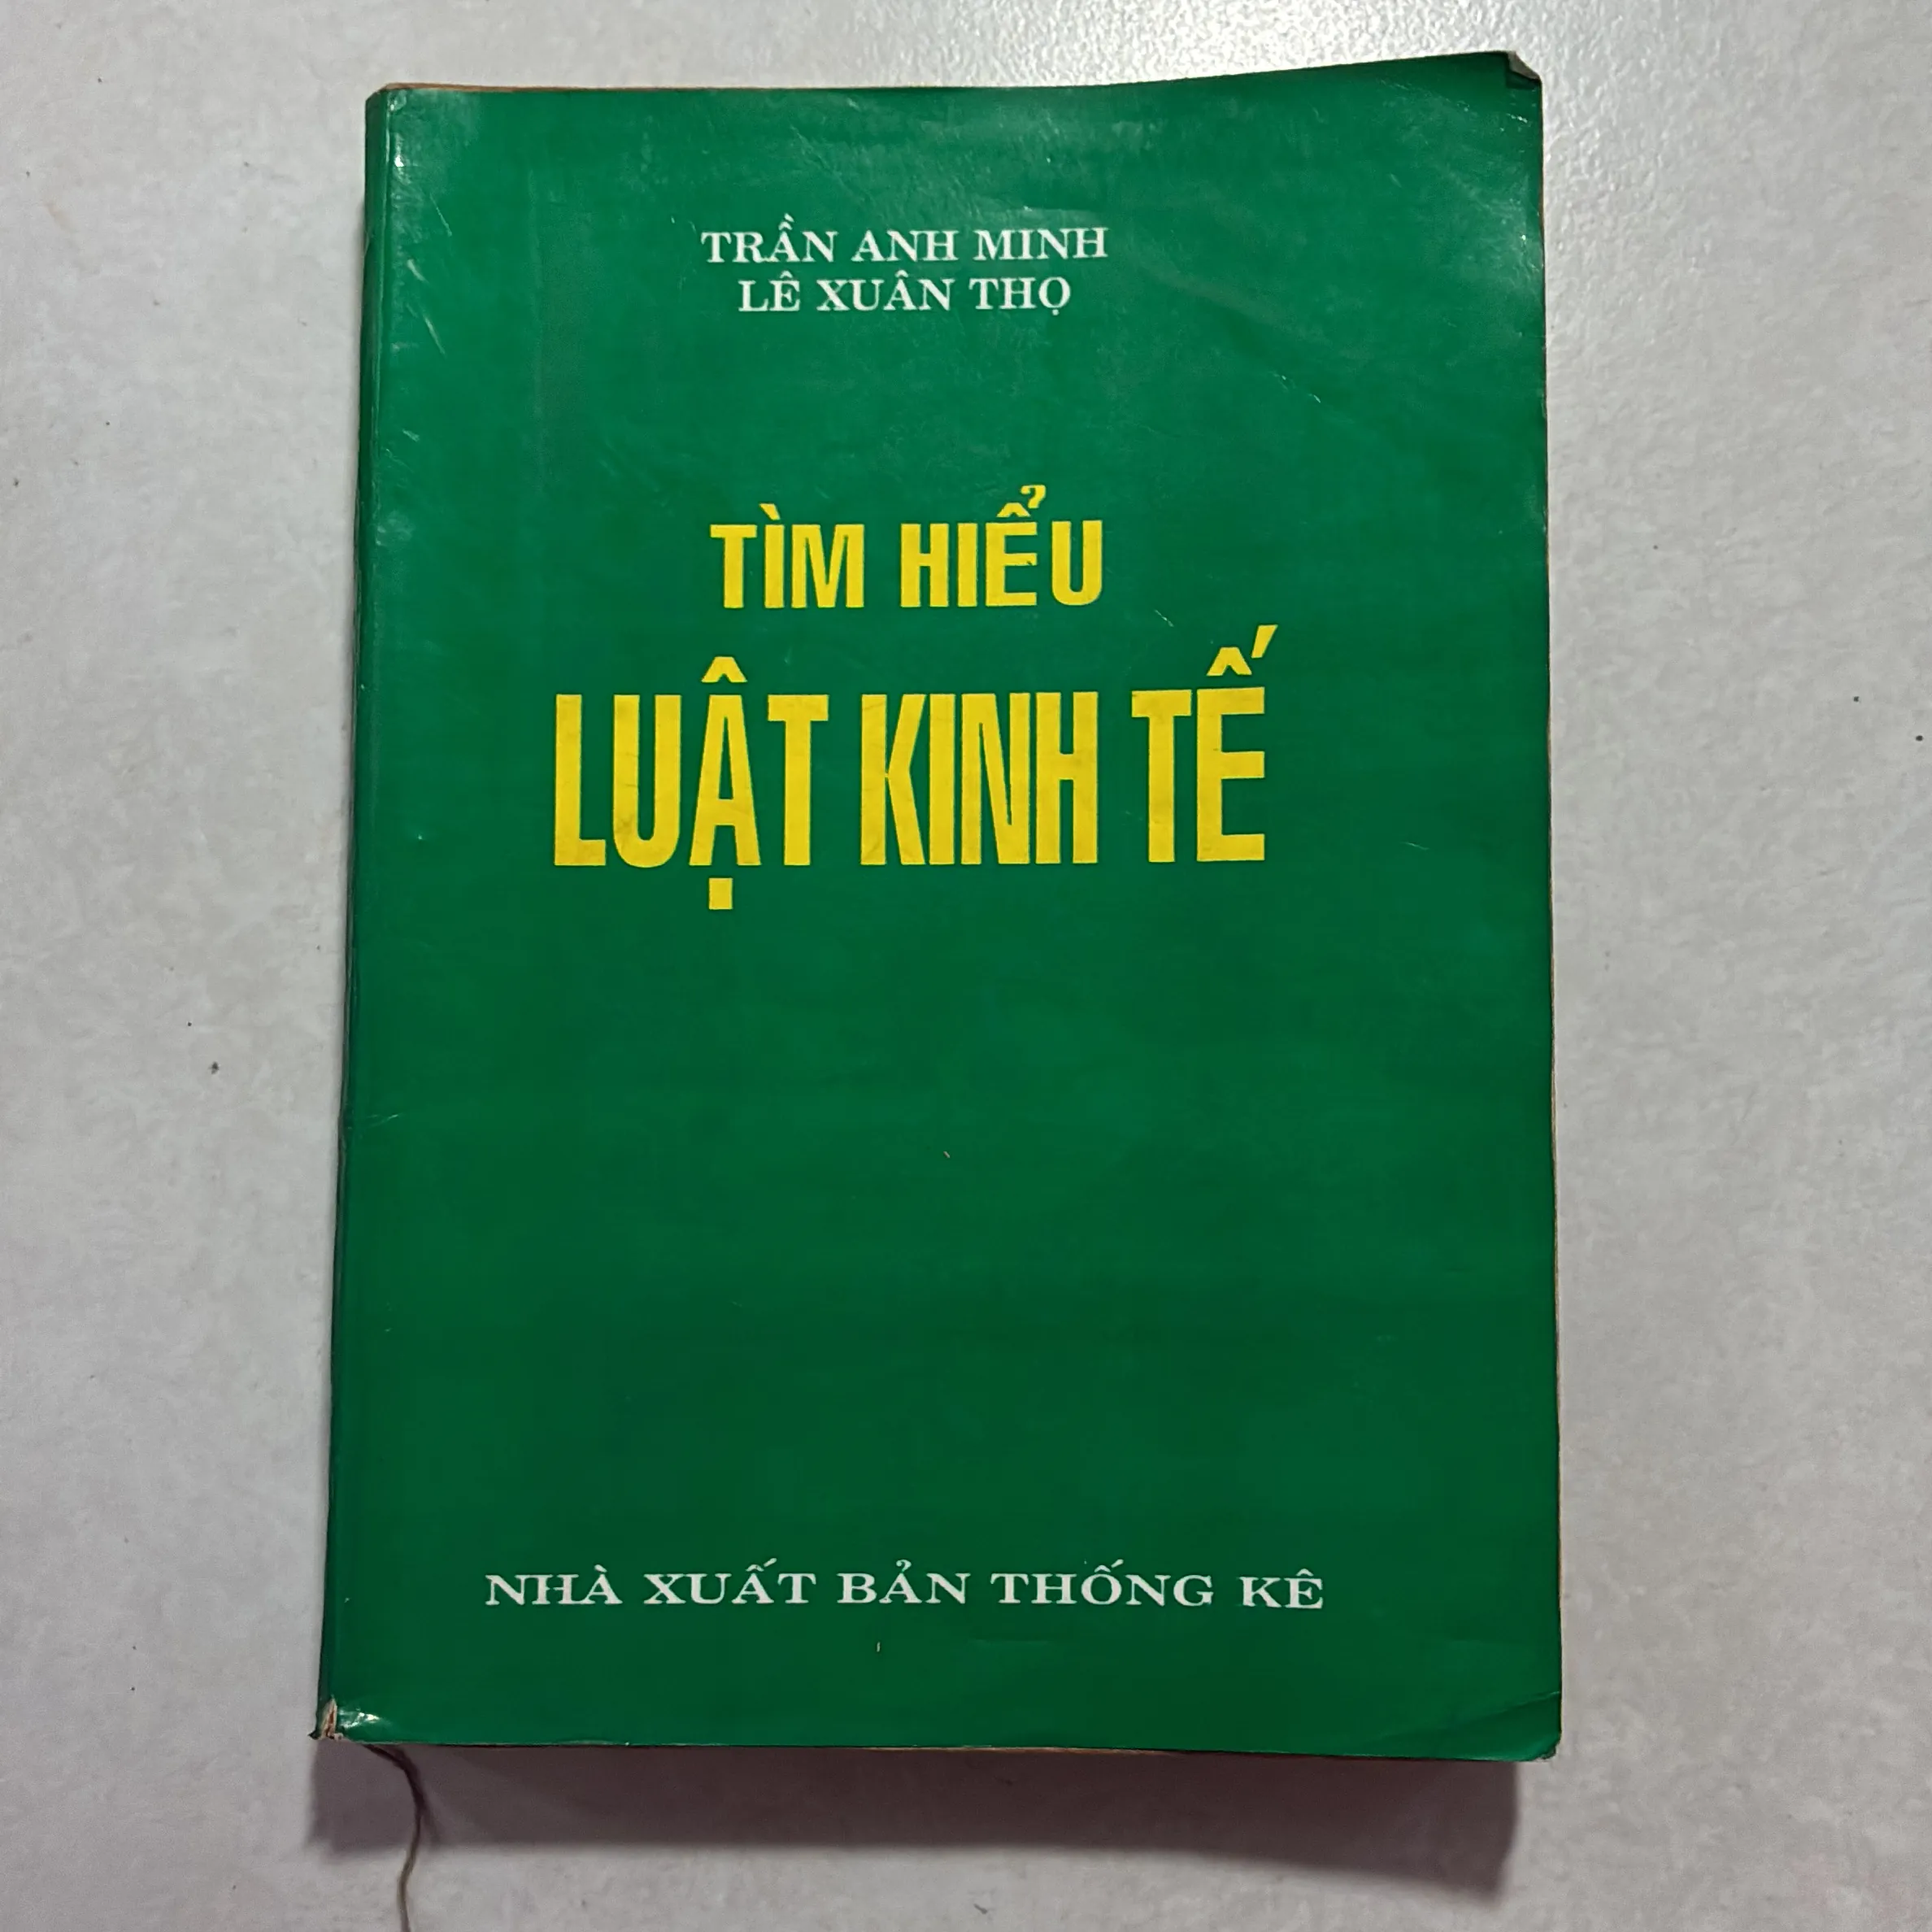 TRẦN ANH MINH
LÊ XUÂN THỌ
TÌM HIỂU
LUẬT KINH TẾ
NHÀ XUẤT BẢN THỐNG KÊ